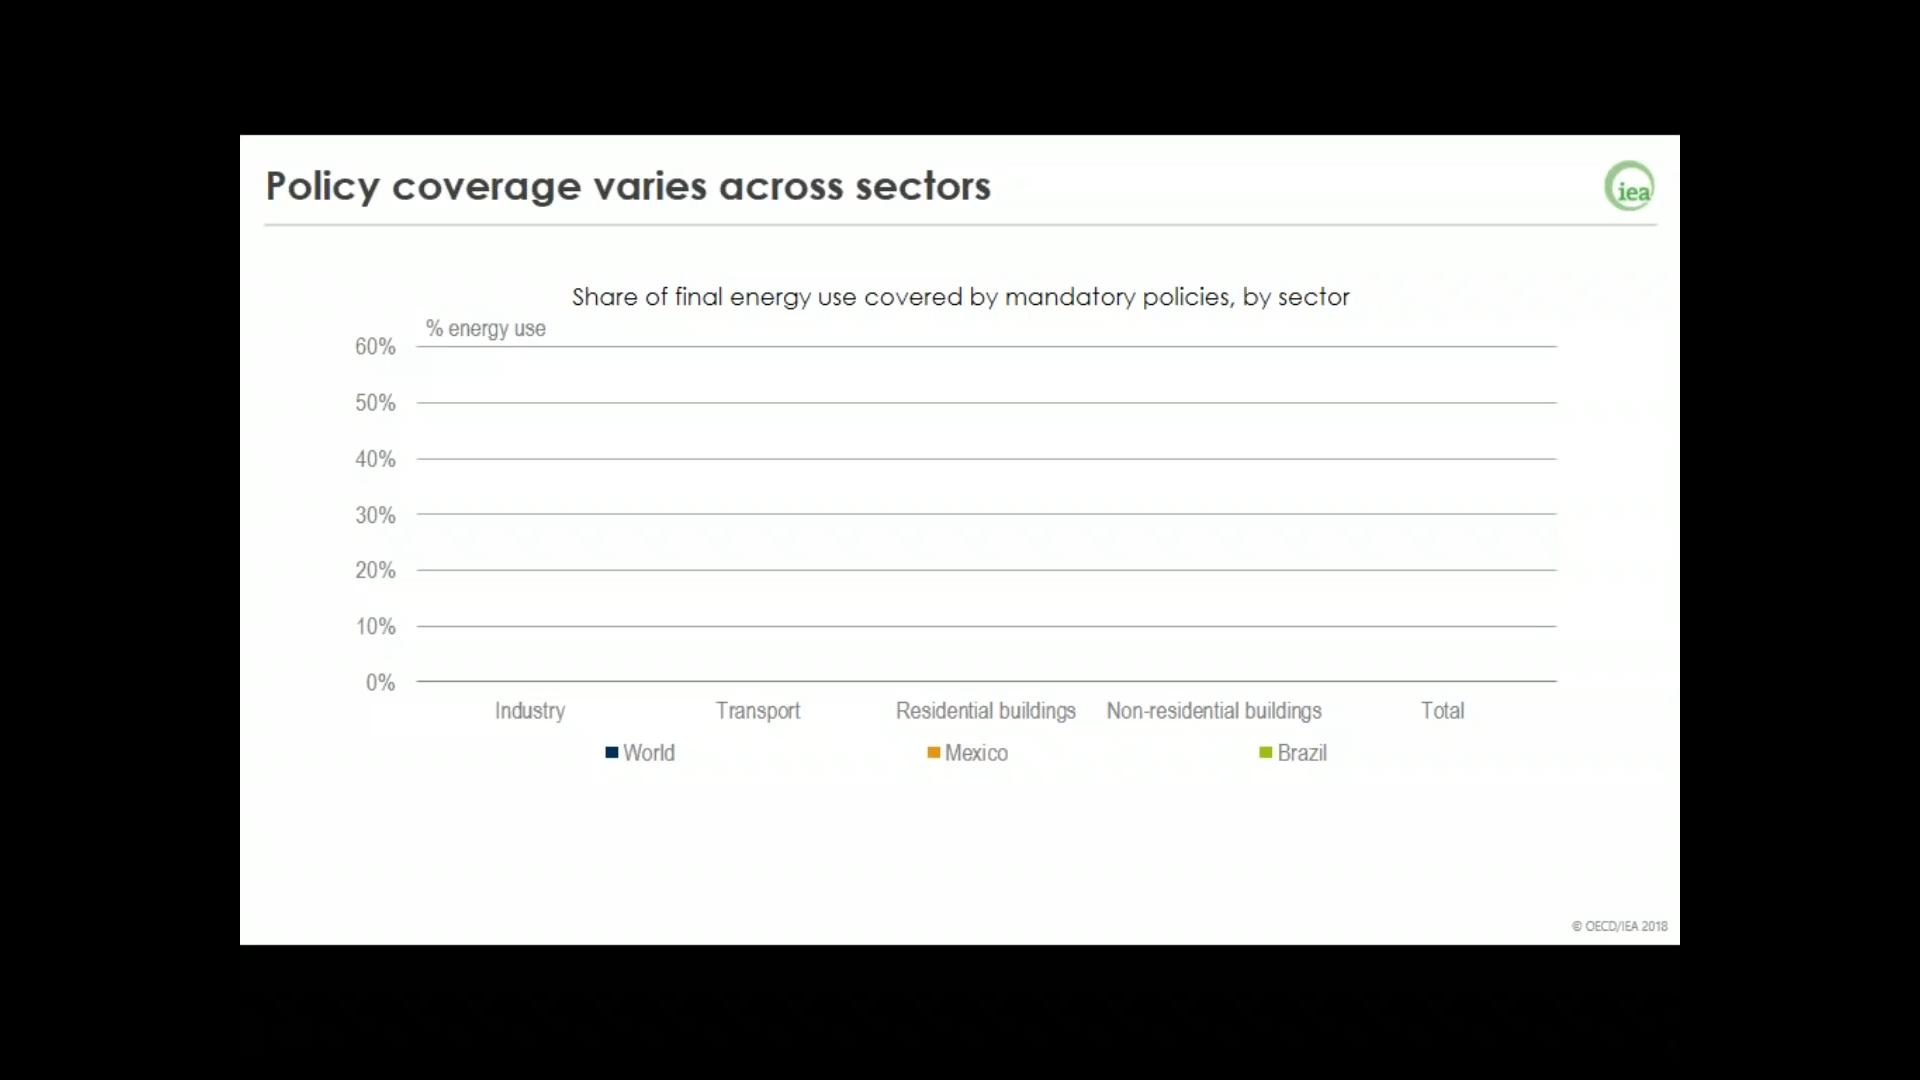 Policy coverage varies across sectors
iea
Share of final energy use covered by mandatory policies, by sector
% energy use
60%
50%
40%
30%
20%
10%
0%
Industry Transport Residential buildings Non-residential buildings Total
World Mexico Brazil
© OECD/IEA 2018